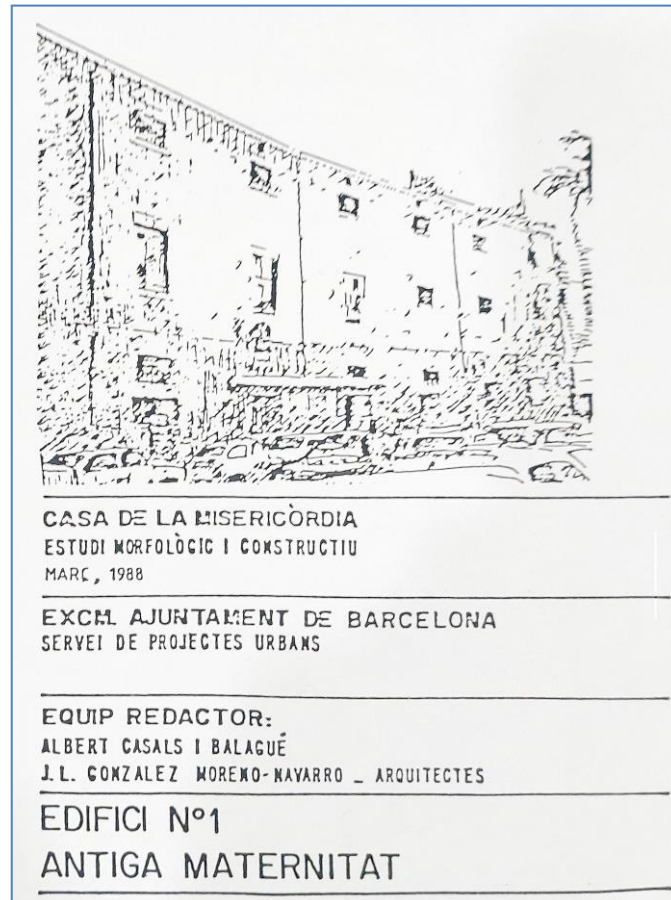 CASA DE LA MISERICÒRDIA
ESTUDI MORFOLÒGIC I CONSTRUCTIU
MARÇ, 1988
EXCM. AJUNTAMENT DE BARCELONA
SERVEI DE PROJECTES URBANS
EQUIP REDACTOR:
ALBERT CASALS I BALAGUÉ
J.L. GONZALEZ MORENO-NAVARRO _ ARQUITECTES
EDIFICI Nº1
ANTIGA MATERNITAT